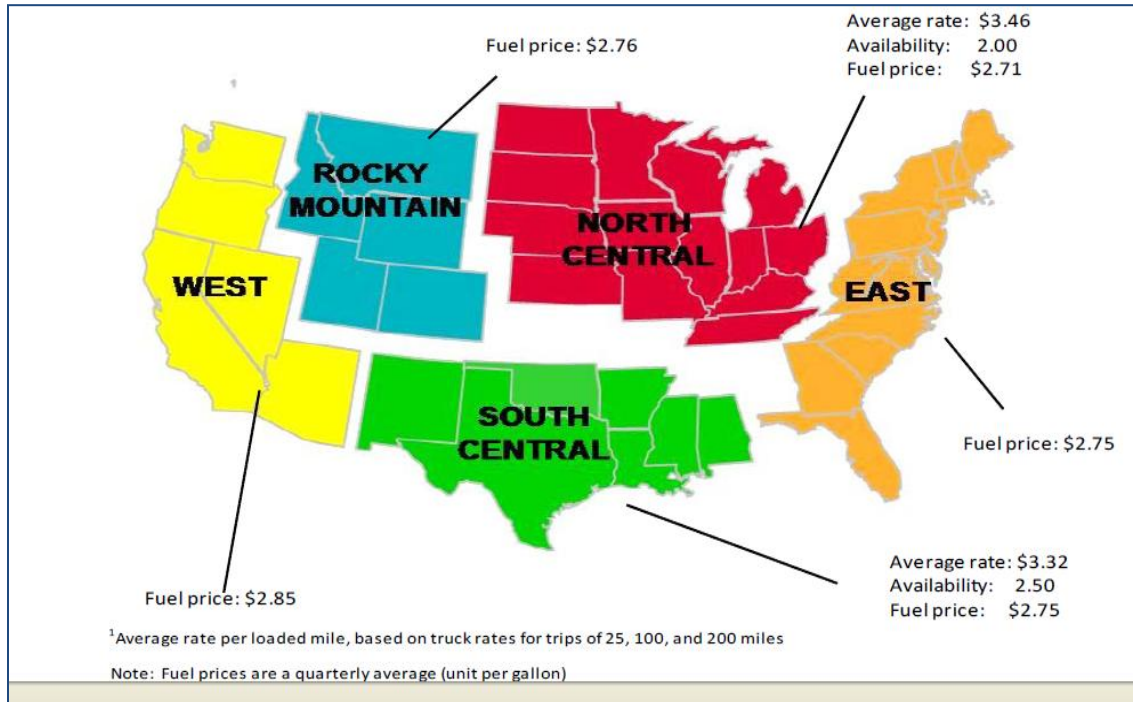 Average rate: $3.46
Availability: 2.00
Fuel price: $2.71
Fuel price: $2.76
ROCKY
MOUNTAIN
NORTH
CENTRAL
WEST
EAST
SOUTH
CENTRAL
Fuel price: $2.75
Average rate: $3.32
Availability: 2.50
Fuel price: $2.75
Fuel price: $2.85
¹Average rate per loaded mile, based on truck rates for trips of 25, 100, and 200 miles
Note: Fuel prices are a quarterly average (unit per gallon)